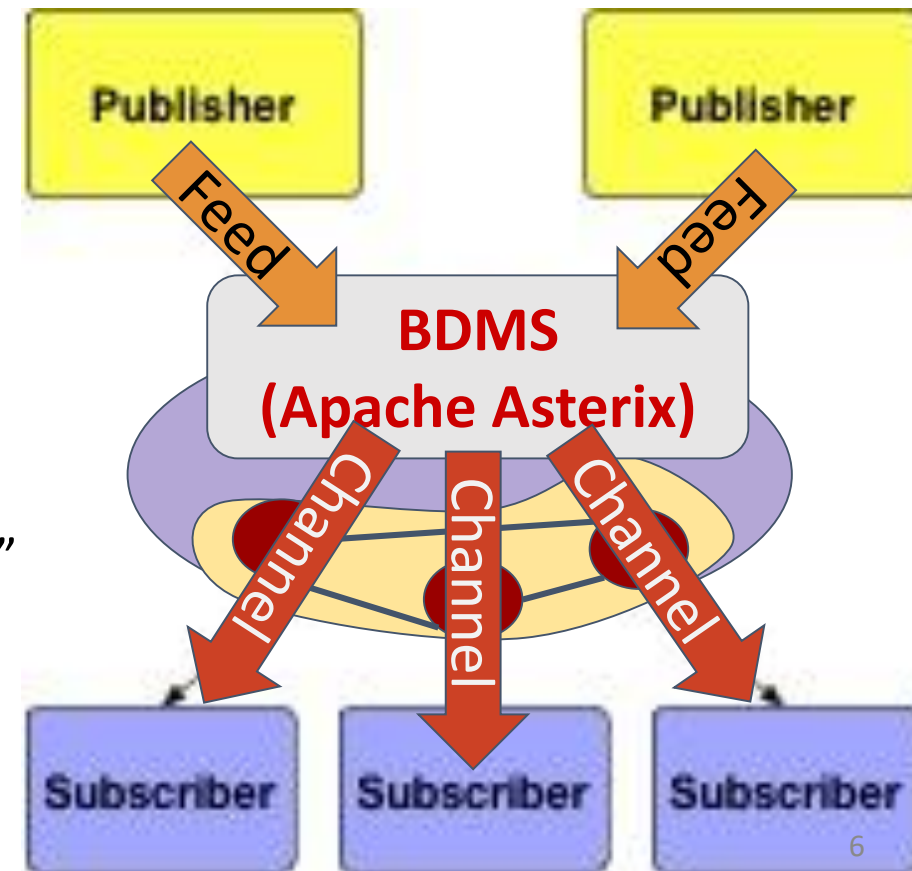 Publisher
Publisher
Feed
Feed
BDMS
(Apache Asterix)
Channel
Channel
Channel
”
Subscriber
Subscriber
Subscriber
6